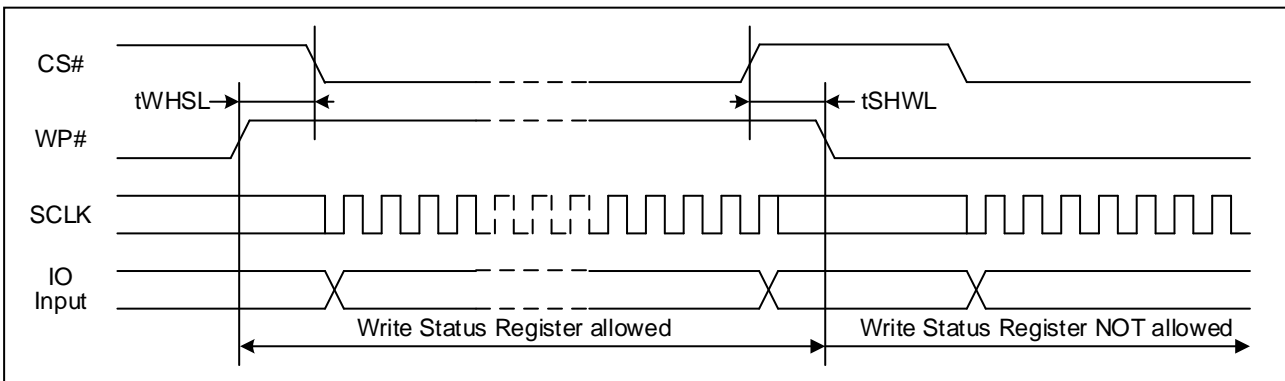 CS#
tWHSL
tSHWL
WP#
SCLK
IO
Input
Write Status Register allowed
Write Status Register NOT allowed